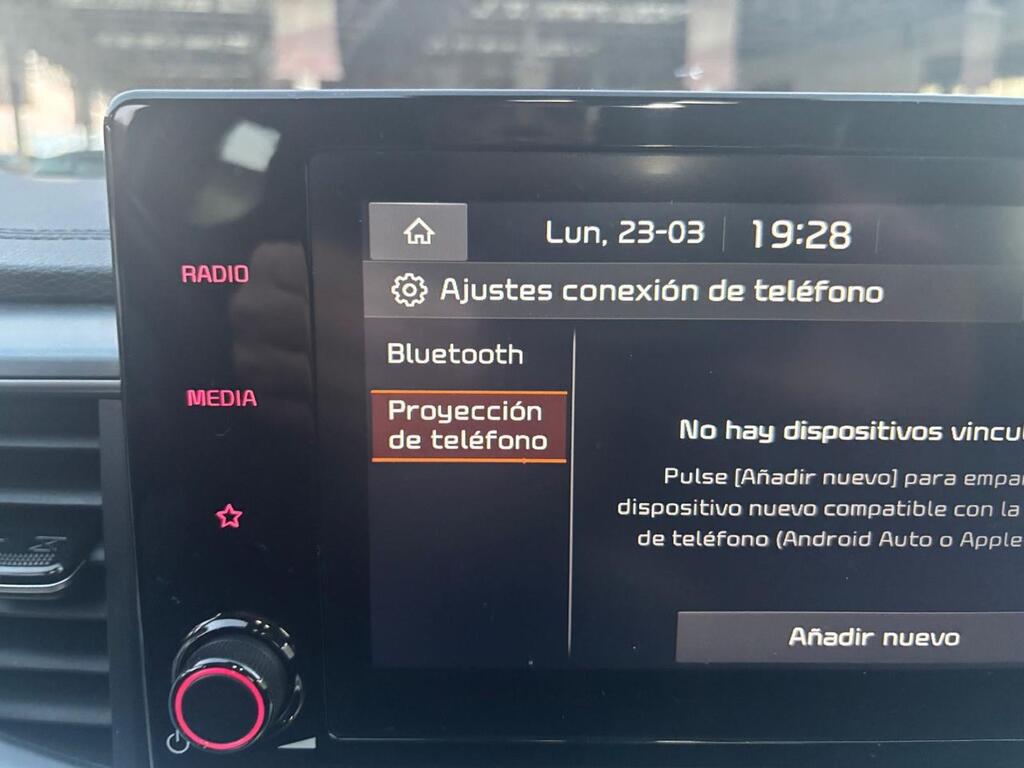 Lun, 23-03 19:28
RADIO
Ajustes conexión de teléfono
Bluetooth
MEDIA
Proyección
de teléfono
No hay dispositivos
Pulse [Añadir nuevo] para
dispositivo nuevo compatible con la
de teléfono (Android Auto o Apple
Añadir nuevo